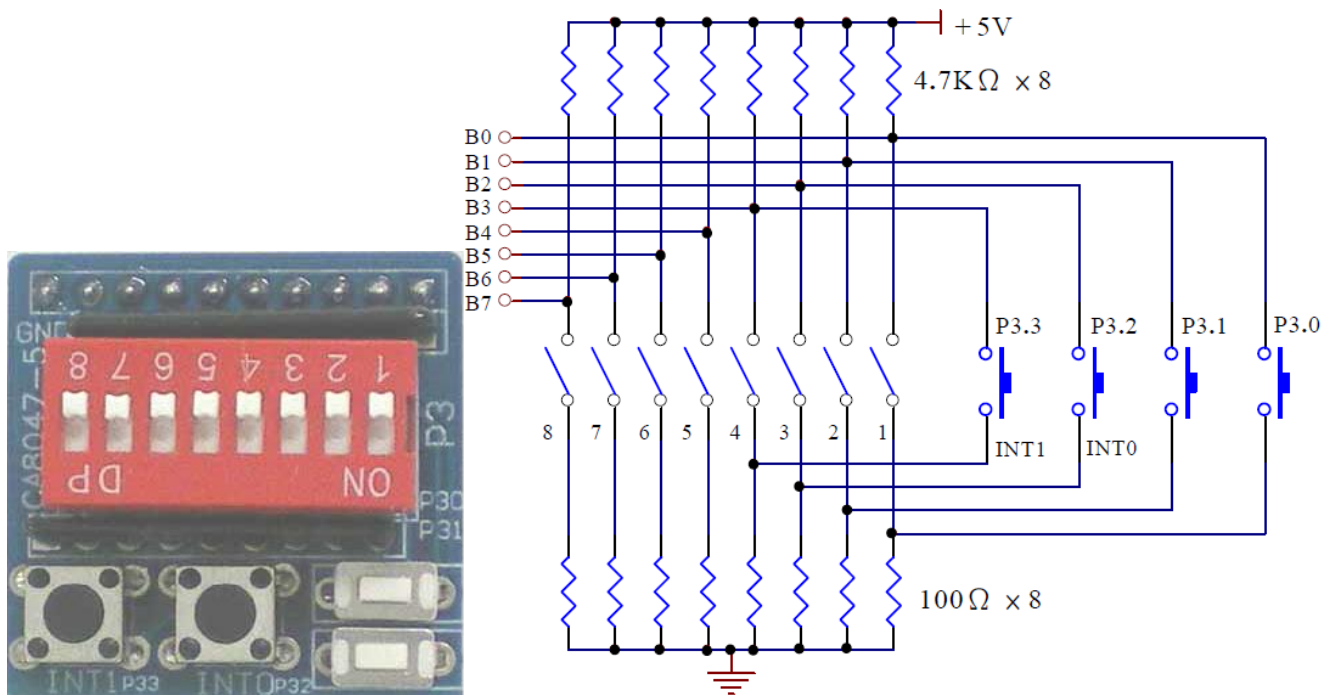 +5V
4.7KΩ ×8
B0
B1
B2
B3
B4
B5
B6
B7
P3.3 P3.2 P3.1 P3.0
8 7 6 5 4 3 2 1
INT1 INT0
100Ω ×8
GND
8 7 6 5 4 3 2 1
CA8047-5
P3
DP ON
P30
P31
INT1 P33 INT0 P32